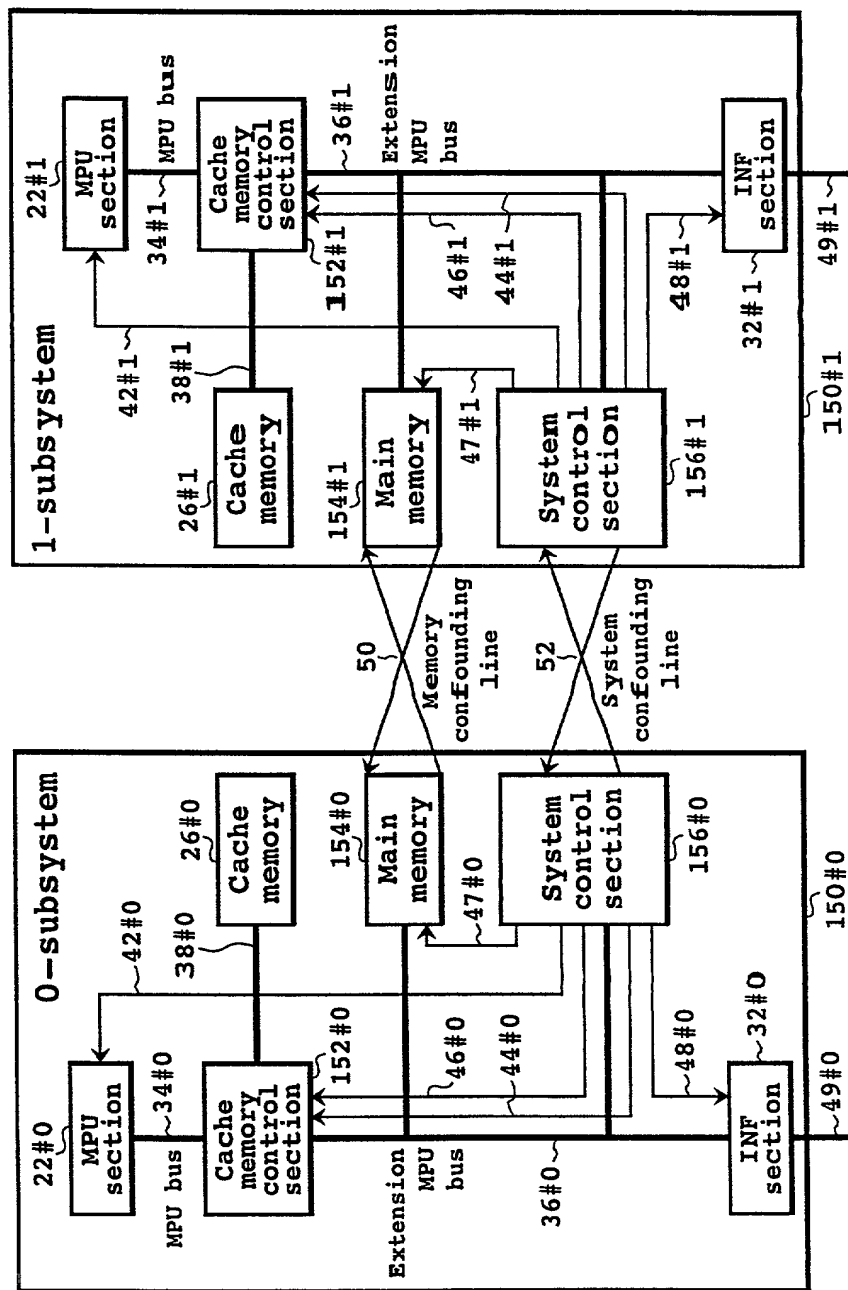 0-subsystem
22#0
MPU
section
42#0
34#0
MPU bus
38#0
26#0
Cache
memory
Cache
memory
control
section
152#0
Extension
MPU
bus
46#0
44#0
154#0
Main
memory
47#0
System
control
section
156#0
36#0
48#0
INF
section
32#0
49#0
150#0
50
Memory
confounding
line
52
System
confounding
line
1-subsystem
22#1
MPU
section
42#1
34#1
MPU bus
38#1
26#1
Cache
memory
Cache
memory
control
section
152#1
36#1
Extension
MPU
bus
46#1
44#1
154#1
Main
memory
47#1
System
control
section
156#1
48#1
INF
section
32#1
49#1
150#1